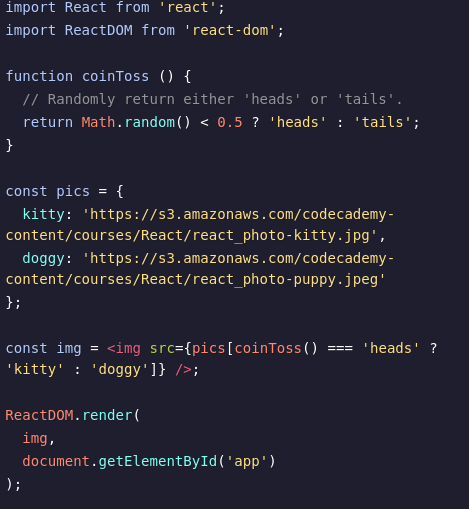 import React from 'react';
import ReactDOM from 'react-dom';

function coinToss () {
  // Randomly return either 'heads' or 'tails'.
  return Math.random() < 0.5 ? 'heads' : 'tails';
}

const pics = {
  kitty: 'https://s3.amazonaws.com/codecademy-
content/courses/React/react_photo-kitty.jpg',
  doggy: 'https://s3.amazonaws.com/codecademy-
content/courses/React/react_photo-puppy.jpeg'
};

const img = <img src={pics[coinToss() === 'heads' ?
'kitty' : 'doggy']} />;

ReactDOM.render(
  img,
  document.getElementById('app')
);